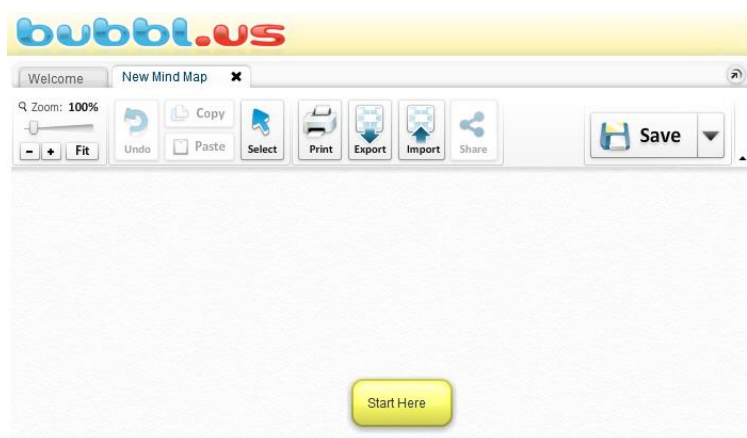 bubbl.us
Welcome
New Mind Map
Zoom: 100%
Fit
Undo
Copy
Paste
Select
Print
Export
Import
Share
Save
Start Here